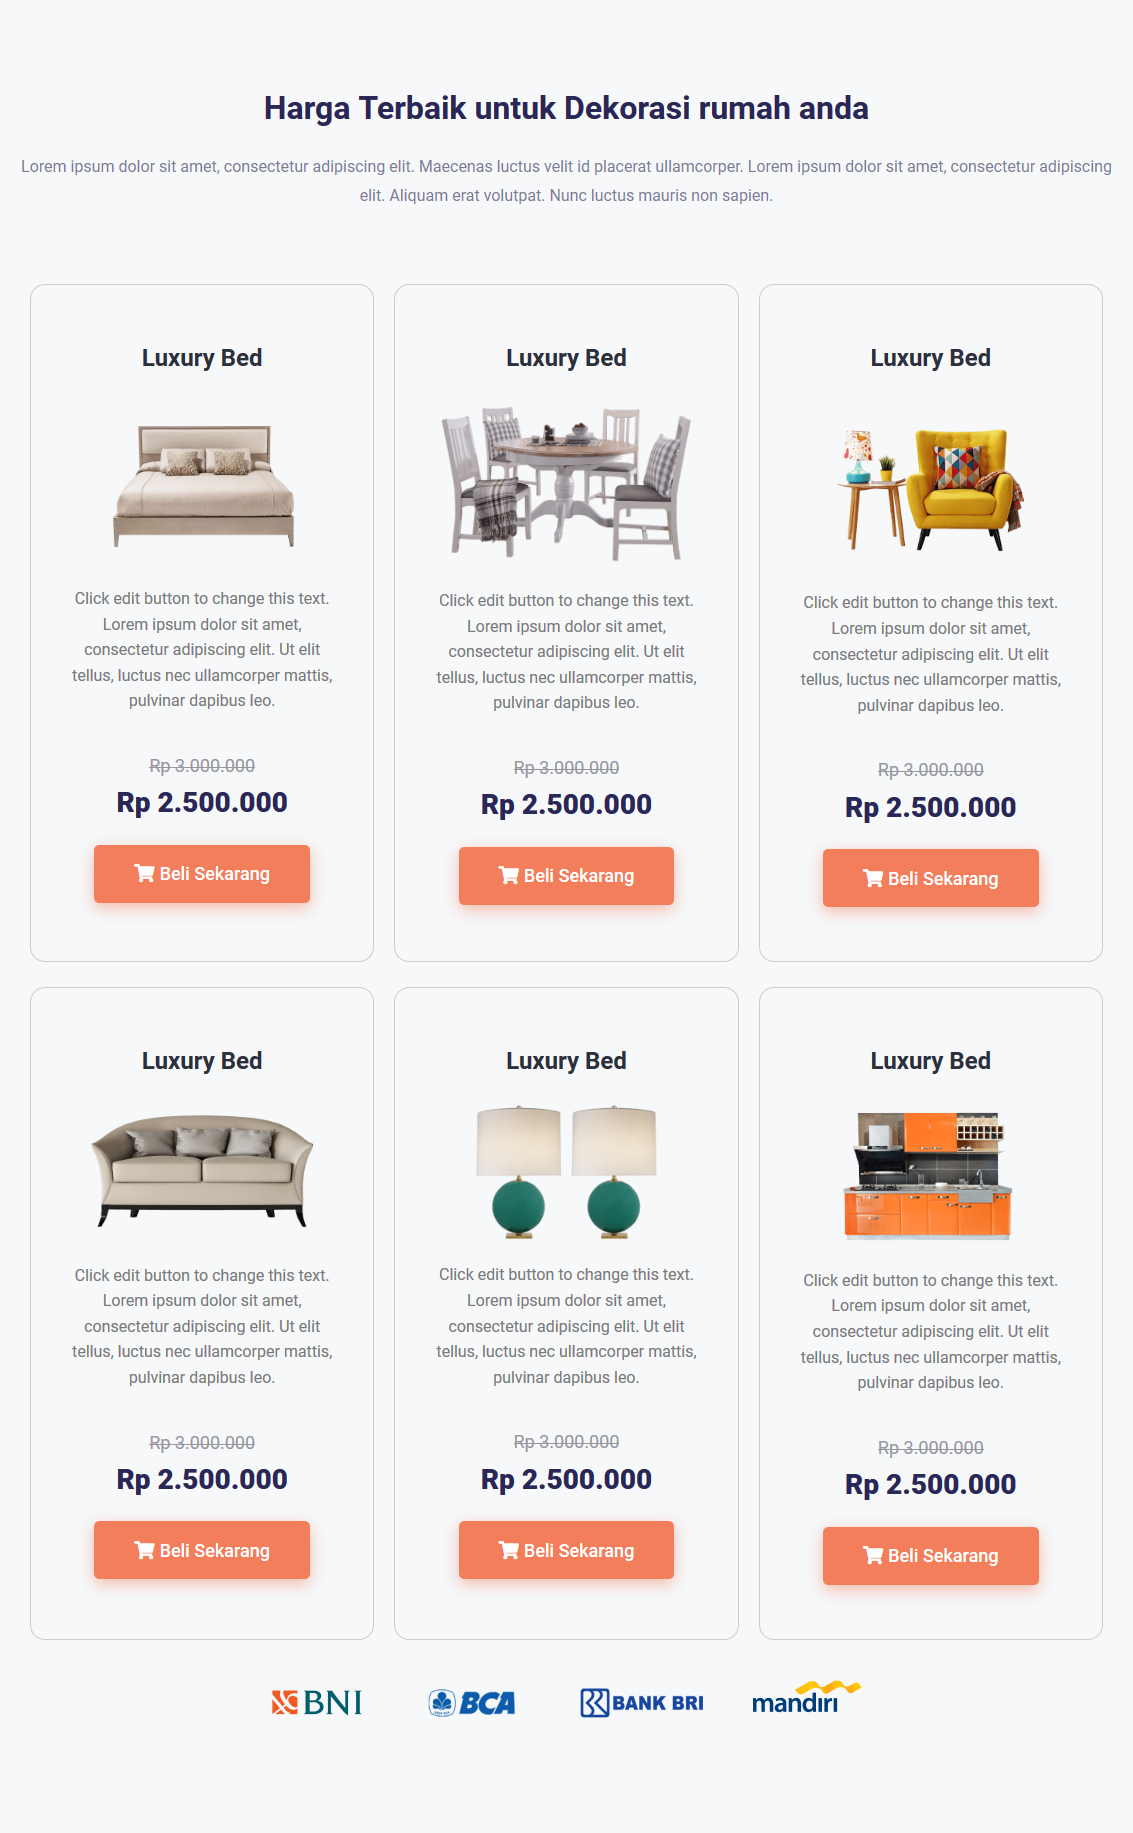 Harga Terbaik untuk Dekorasi rumah anda
Lorem ipsum dolor sit amet, consectetur adipiscing elit. Maecenas luctus velit id placerat ullamcorper. Lorem ipsum dolor sit amet, consectetur adipiscing
elit. Aliquam erat volutpat. Nunc luctus mauris non sapien.
Luxury Bed
Click edit button to change this text.
Lorem ipsum dolor sit amet,
consectetur adipiscing elit. Ut elit
tellus, luctus nec ullamcorper mattis,
pulvinar dapibus leo.
Rp 3.000.000
Rp 2.500.000
Beli Sekarang
Luxury Bed
Click edit button to change this text.
Lorem ipsum dolor sit amet,
consectetur adipiscing elit. Ut elit
tellus, luctus nec ullamcorper mattis,
pulvinar dapibus leo.
Rp 3.000.000
Rp 2.500.000
Beli Sekarang
Luxury Bed
Click edit button to change this text.
Lorem ipsum dolor sit amet,
consectetur adipiscing elit. Ut elit
tellus, luctus nec ullamcorper mattis,
pulvinar dapibus leo.
Rp 3.000.000
Rp 2.500.000
Beli Sekarang
Luxury Bed
Click edit button to change this text.
Lorem ipsum dolor sit amet,
consectetur adipiscing elit. Ut elit
tellus, luctus nec ullamcorper mattis,
pulvinar dapibus leo.
Rp 3.000.000
Rp 2.500.000
Beli Sekarang
Luxury Bed
Click edit button to change this text.
Lorem ipsum dolor sit amet,
consectetur adipiscing elit. Ut elit
tellus, luctus nec ullamcorper mattis,
pulvinar dapibus leo.
Rp 3.000.000
Rp 2.500.000
Beli Sekarang
Luxury Bed
Click edit button to change this text.
Lorem ipsum dolor sit amet,
consectetur adipiscing elit. Ut elit
tellus, luctus nec ullamcorper mattis,
pulvinar dapibus leo.
Rp 3.000.000
Rp 2.500.000
Beli Sekarang
BNI
BCA
BANK BRI
mandiri